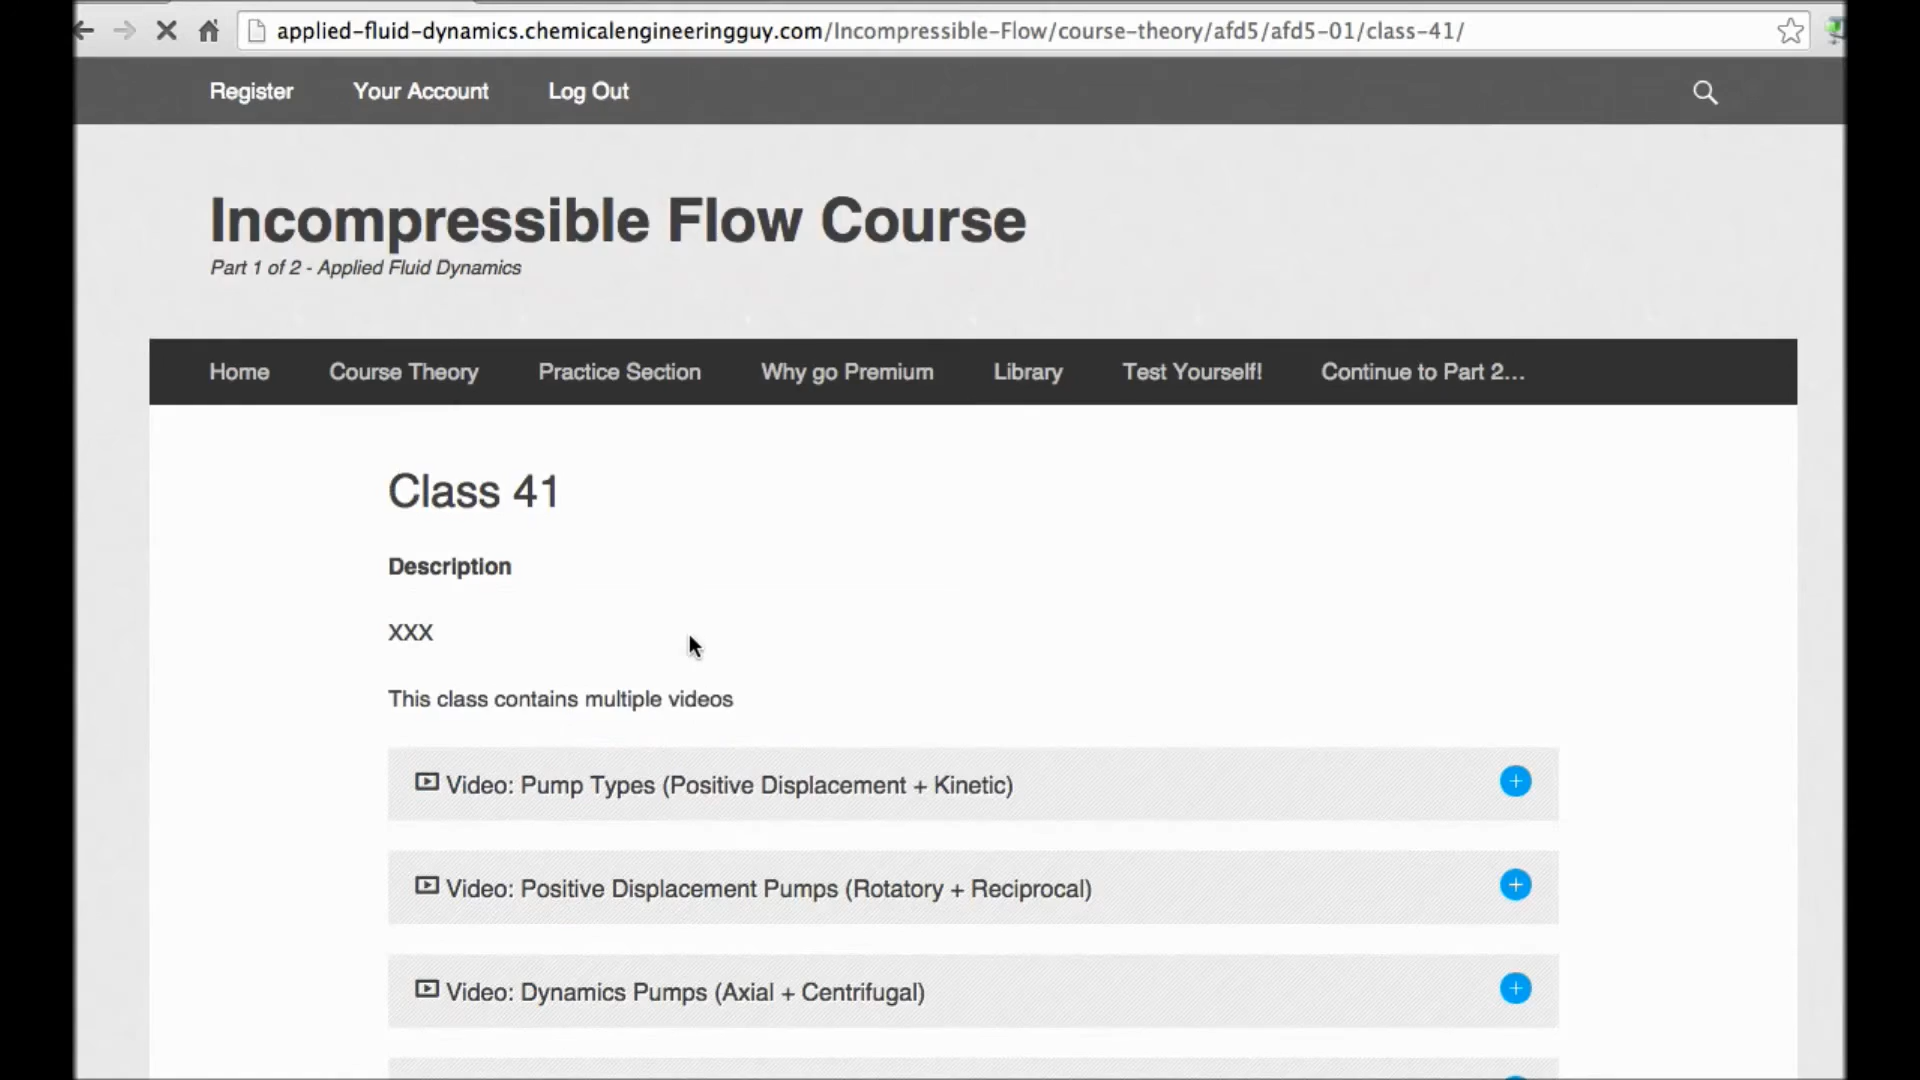 applied-fluid-dynamics.chemicalengineeringguy.com/Incompressible-Flow/course-theory/afd5/afd5-01/class-41/
Register Your Account Log Out
Incompressible Flow Course
Part 1 of 2 - Applied Fluid Dynamics
Home Course Theory Practice Section Why go Premium Library Test Yourself! Continue to Part 2...
Class 41
Description
XXX
This class contains multiple videos
Video: Pump Types (Positive Displacement + Kinetic)
Video: Positive Displacement Pumps (Rotatory + Reciprocal)
Video: Dynamics Pumps (Axial + Centrifugal)